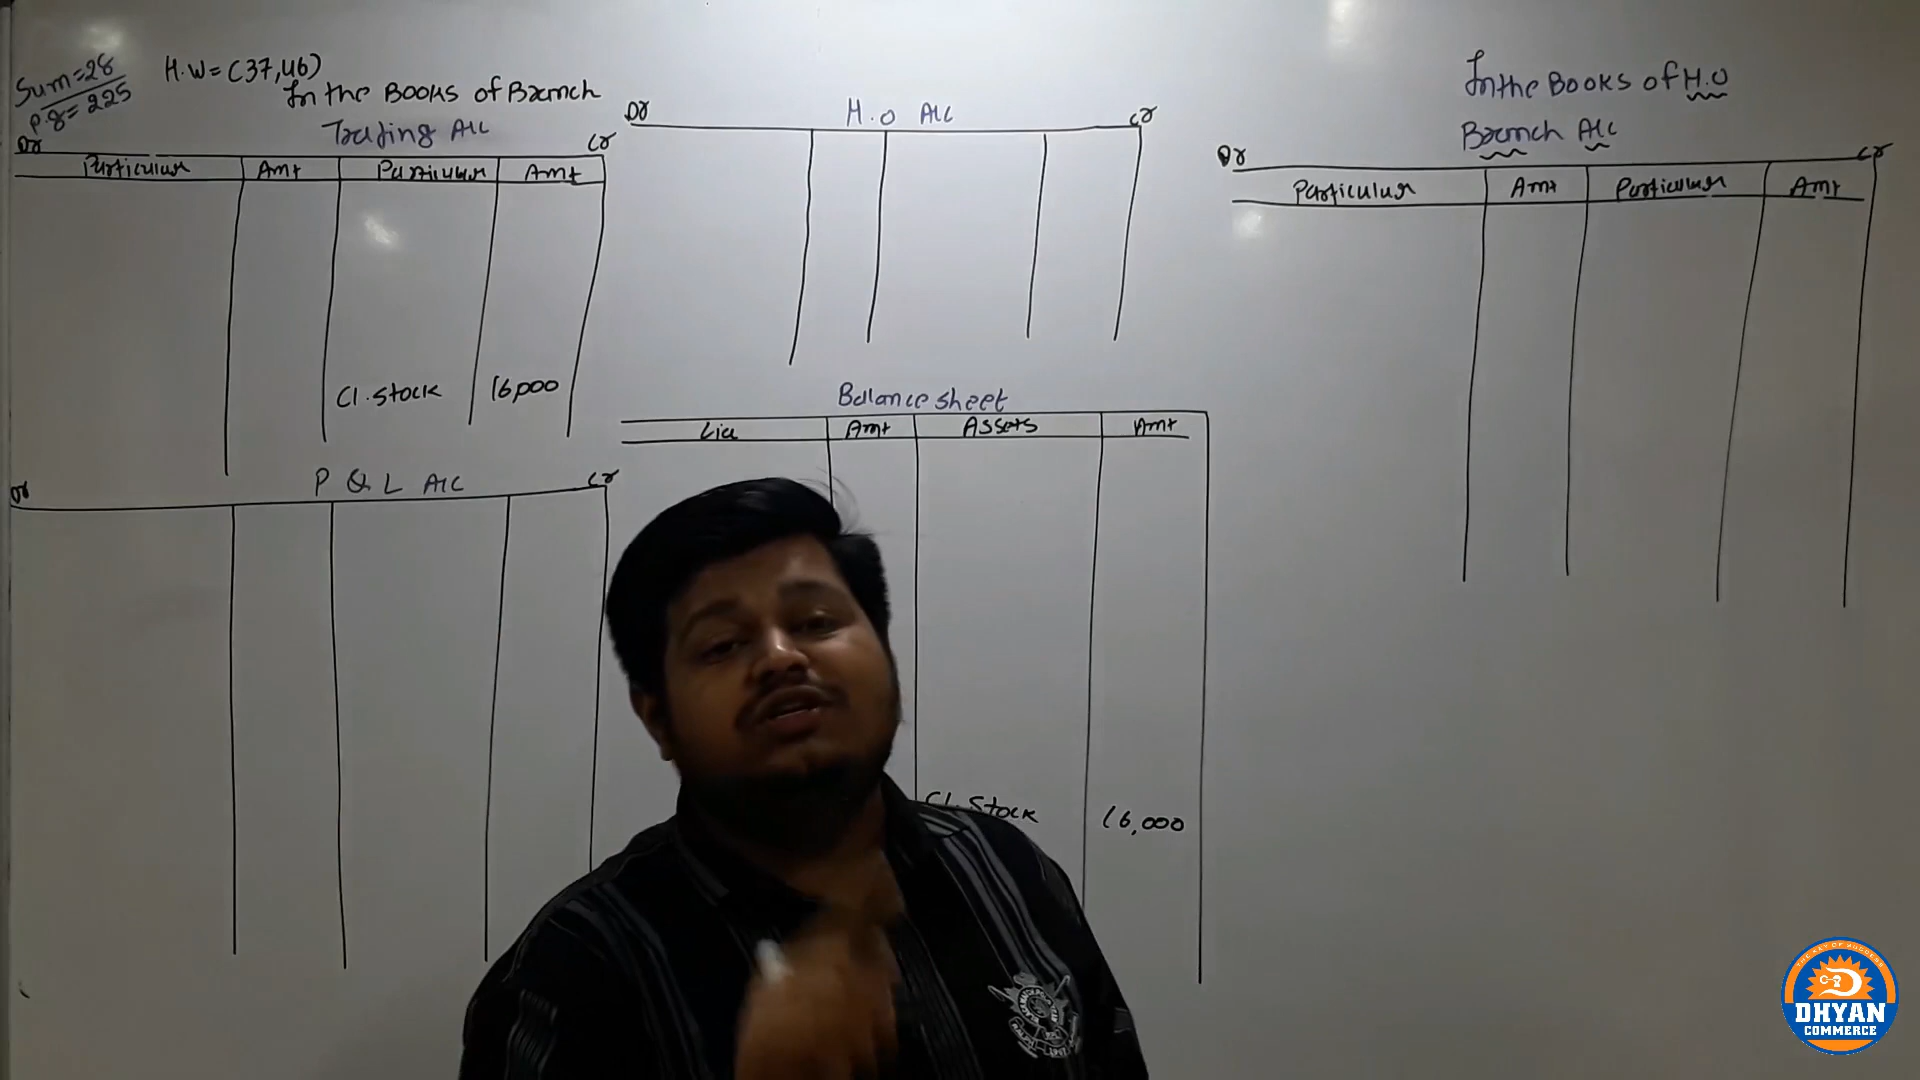 Sum=28
P.g=225
H.W=(37,46)
In the Books of Branch
Trading A/c
Dr
Cr
Particular Amt Particular Amt
Cl.stock 16,000
P & L A/c
Dr
Cr
H.O A/c
Dr
Cr
Balance sheet
Lia Amt Assets Amt
Cl.Stock 16,000
In the Books of H.O
Branch A/c
Dr
Cr
Particular Amt Particular Amt
DHYAN
COMMERCE